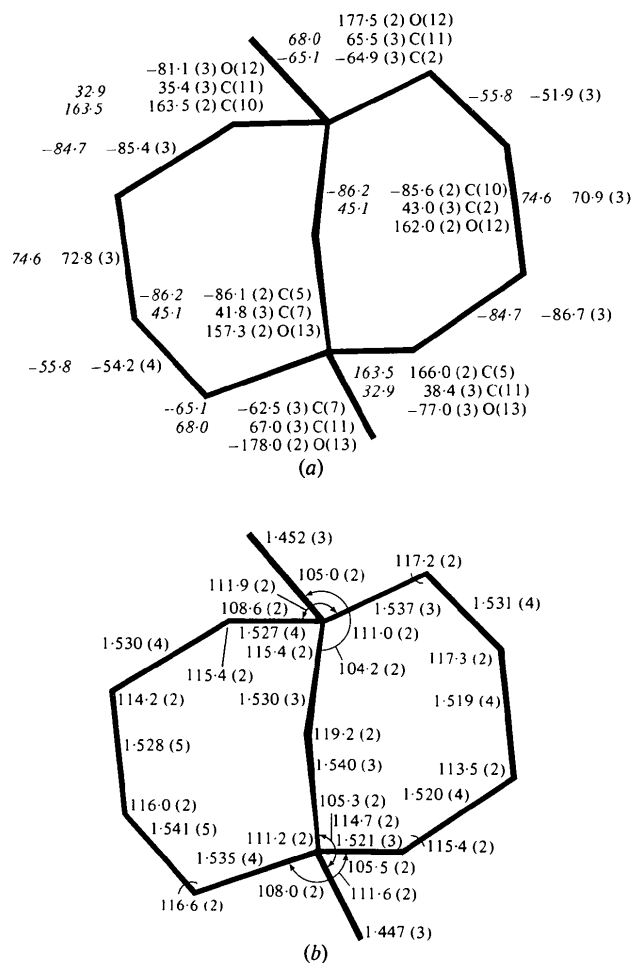 177·5 (2) O(12)
68·0 65·5 (3) C(11)
−65·1 −64·9 (3) C(2)
−81·1 (3) O(12)
32·9 35·4 (3) C(11)
163·5 163·5 (2) C(10)
−55·8 −51·9 (3)
−84·7 −85·4 (3)
−86·2 −85·6 (2) C(10)
45·1 43·0 (3) C(2)
162·0 (2) O(12)
74·6 70·9 (3)
74·6 72·8 (3)
−86·2 −86·1 (2) C(5)
45·1 41·8 (3) C(7)
157·3 (2) O(13)
−84·7 −86·7 (3)
−55·8 −54·2 (4)
163·5 166·0 (2) C(5)
32·9 38·4 (3) C(11)
−77·0 (3) O(13)
−65·1 −62·5 (3) C(7)
68·0 67·0 (3) C(11)
−178·0 (2) O(13)
(a)
1·452 (3)
117·2 (2)
105·0 (2)
111·9 (2)
108·6 (2)
1·537 (3)
1·531 (4)
1·527 (4)
111·0 (2)
1·530 (4)
115·4 (2)
104·2 (2)
117·3 (2)
115·4 (2)
114·2 (2)
1·530 (3)
1·519 (4)
119·2 (2)
1·528 (5)
1·540 (3)
113·5 (2)
116·0 (2)
105·3 (2)
1·520 (4)
1·541 (5)
114·7 (2)
111·2 (2)
1·521 (3)
115·4 (2)
1·535 (4)
105·5 (2)
108·0 (2)
111·6 (2)
116·6 (2)
1·447 (3)
(b)